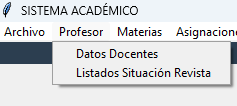 SISTEMA ACADÉMICO
Archivo Profesor Materias Asignacione
Datos Docentes
Listados Situación Revista